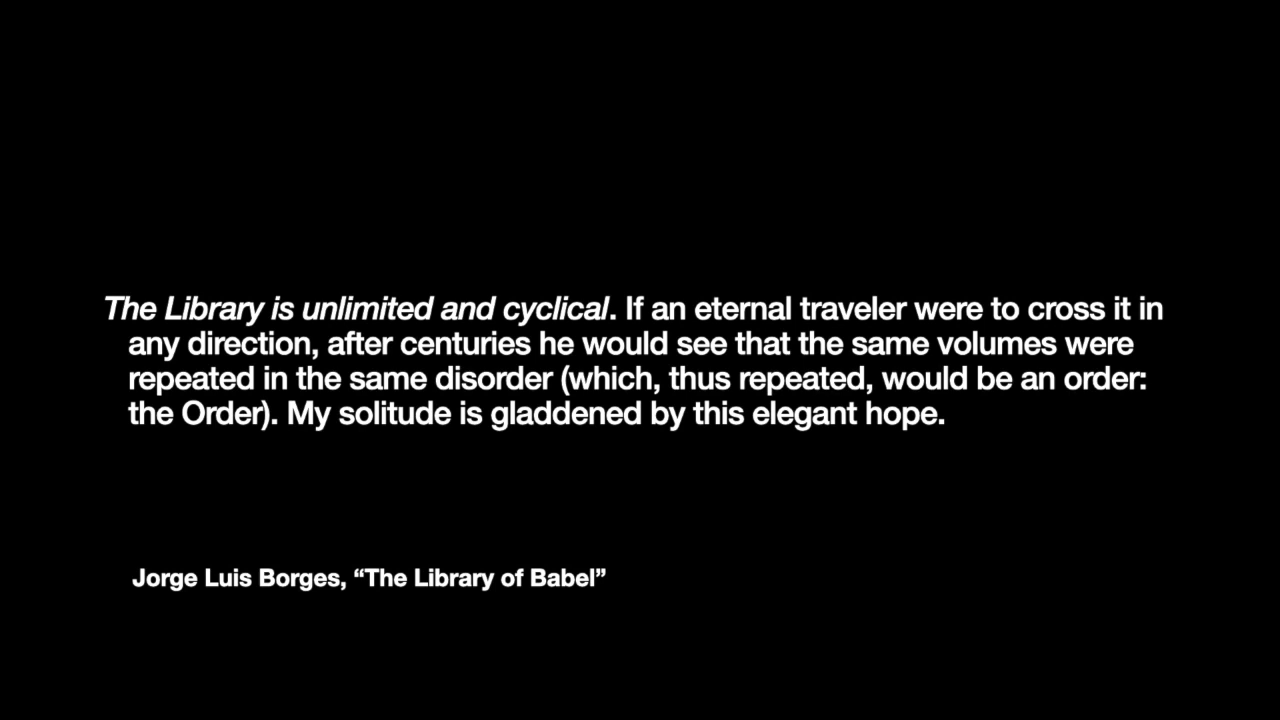 The Library is unlimited and cyclical. If an eternal traveler were to cross it in
any direction, after centuries he would see that the same volumes were
repeated in the same disorder (which, thus repeated, would be an order:
the Order). My solitude is gladdened by this elegant hope.
Jorge Luis Borges, “The Library of Babel”